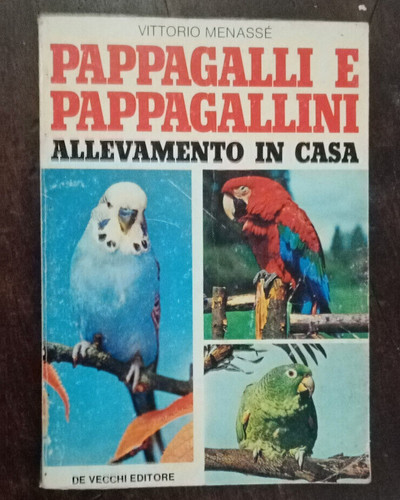 VITTORIO MENASSÉ
PAPPAGALLI E
PAPPAGALLINI
ALLEVAMENTO IN CASA
DE VECCHI EDITORE